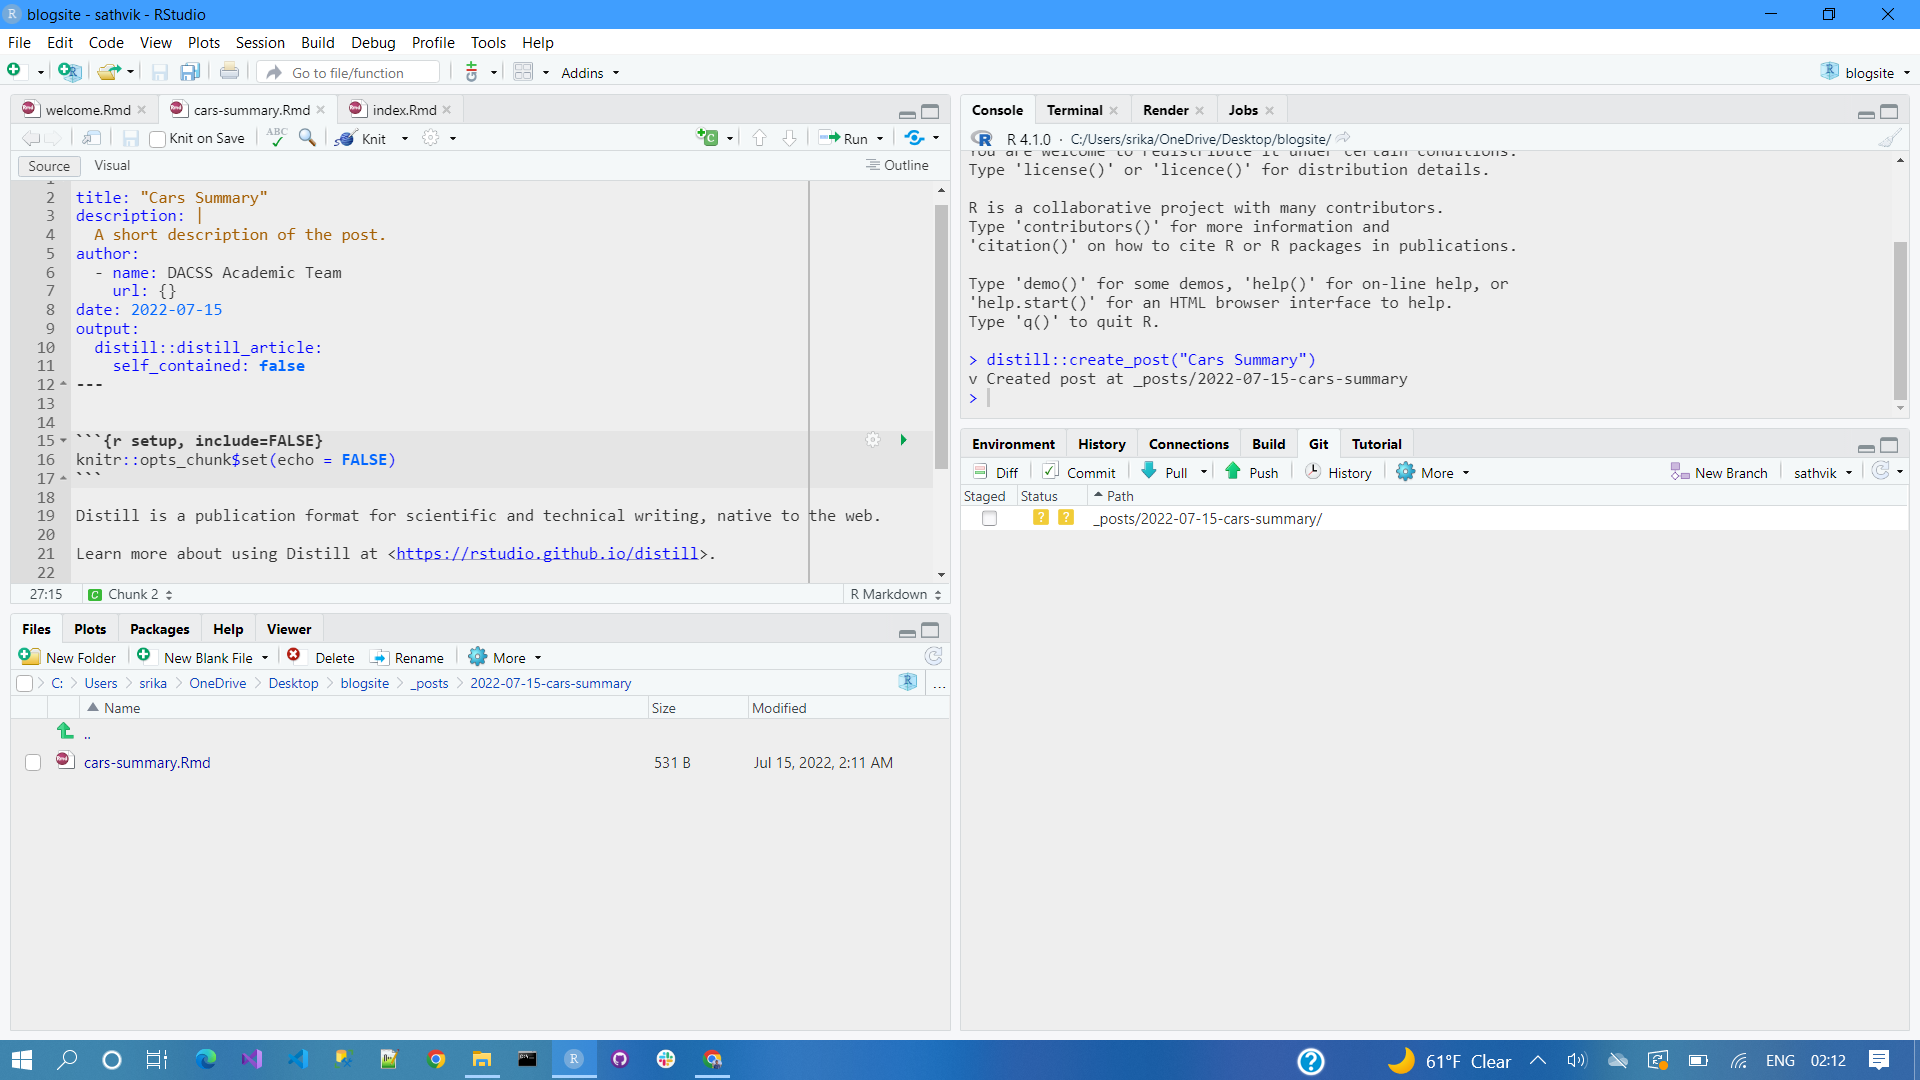 blogsite - sathvik - RStudio
File Edit Code View Plots Session Build Debug Profile Tools Help
Go to file/function Addins blogsite
welcome.Rmd cars-summary.Rmd index.Rmd
Knit on Save ABC Knit Run
Source Visual Outline
1
2 title: "Cars Summary"
3 description: |
4 A short description of the post.
5 author:
6 - name: DACSS Academic Team
7 url: {}
8 date: 2022-07-15
9 output:
10 distill::distill_article:
11 self_contained: false
12 ---
13
14
15 ```{r setup, include=FALSE}
16 knitr::opts_chunk$set(echo = FALSE)
17 ```
18
19 Distill is a publication format for scientific and technical writing, native to the web.
20
21 Learn more about using Distill at <https://rstudio.github.io/distill>.
22
27:15 Chunk 2 R Markdown
Files Plots Packages Help Viewer
New Folder New Blank File Delete Rename More
C: Users srika OneDrive Desktop blogsite _posts 2022-07-15-cars-summary ...
Name Size Modified
..
cars-summary.Rmd 531 B Jul 15, 2022, 2:11 AM
Console Terminal Render Jobs
R 4.1.0 · C:/Users/srika/OneDrive/Desktop/blogsite/
You are welcome to redistribute it under certain conditions.
Type 'license()' or 'licence()' for distribution details.
R is a collaborative project with many contributors.
Type 'contributors()' for more information and
'citation()' on how to cite R or R packages in publications.
Type 'demo()' for some demos, 'help()' for on-line help, or
'help.start()' for an HTML browser interface to help.
Type 'q()' to quit R.
> distill::create_post("Cars Summary")
v Created post at _posts/2022-07-15-cars-summary
>
Environment History Connections Build Git Tutorial
Diff Commit Pull Push History More New Branch sathvik
Staged Status Path
? ? _posts/2022-07-15-cars-summary/
61°F Clear ENG 02:12